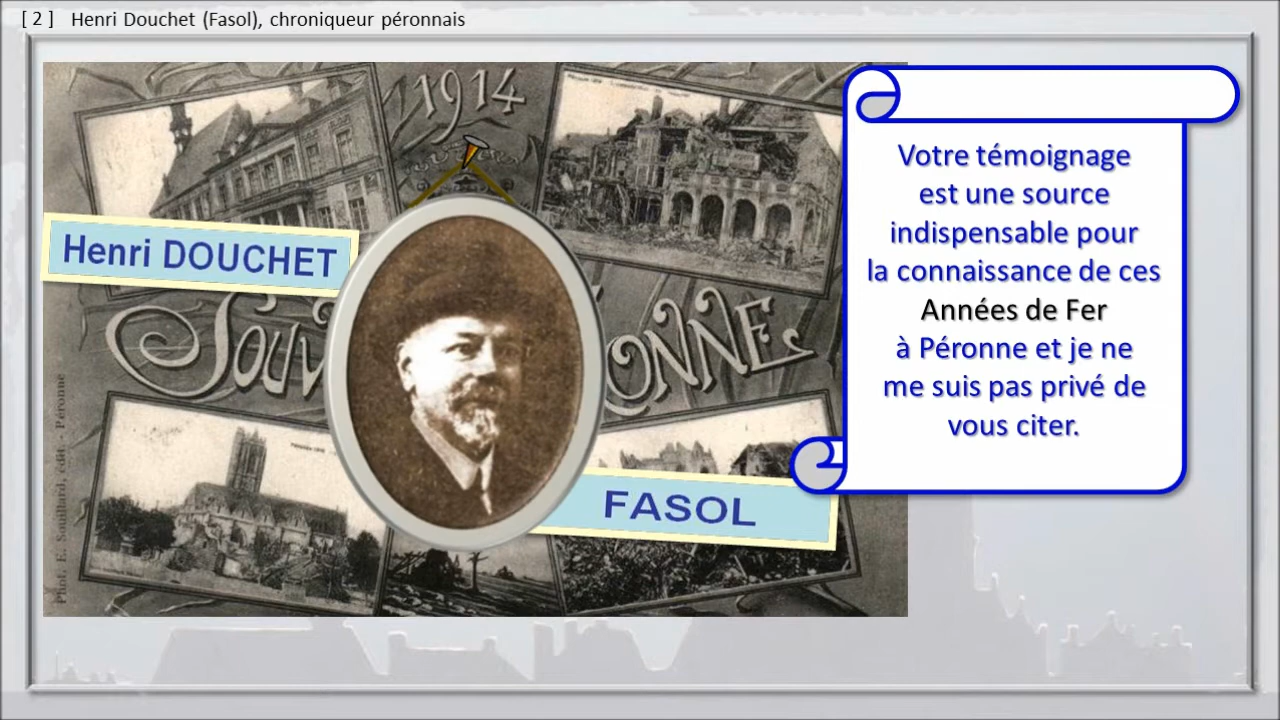 [ 2 ] Henri Douchet (Fasol), chroniqueur péronnais
1914
Henri DOUCHET
FASOL
Phot. E. Souillard, édit. - Péronne
Votre témoignage
est une source
indispensable pour
la connaissance de ces
Années de Fer
à Péronne et je ne
me suis pas privé de
vous citer.